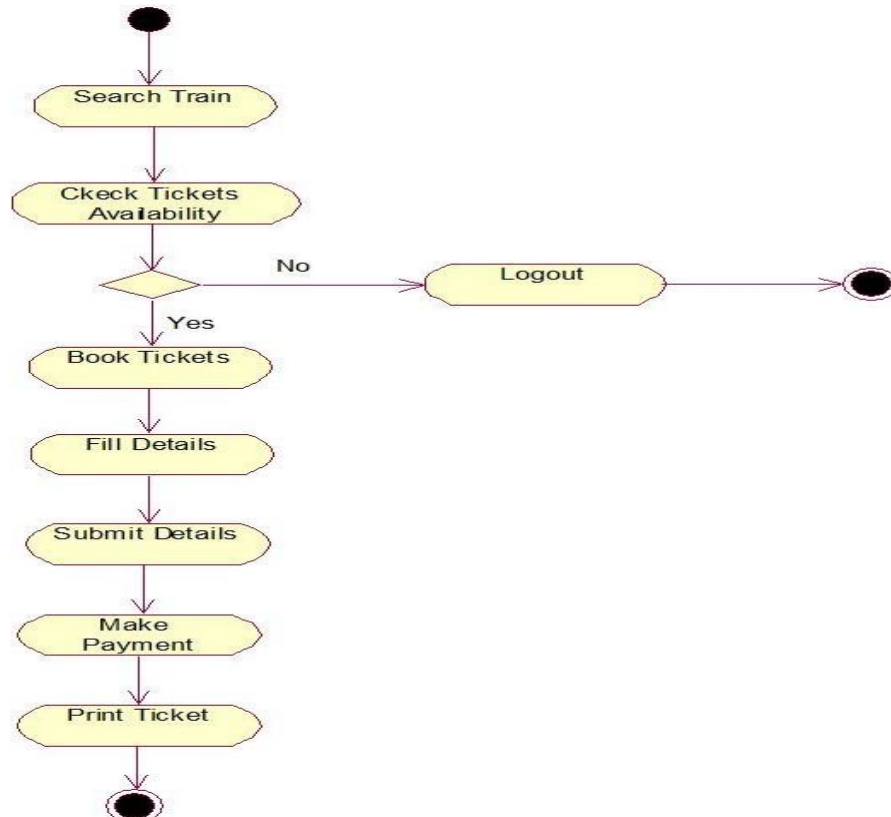 Search Train
Ckeck Tickets
Availability
No
Logout
Yes
Book Tickets
Fill Details
Submit Details
Make
Payment
Print Ticket